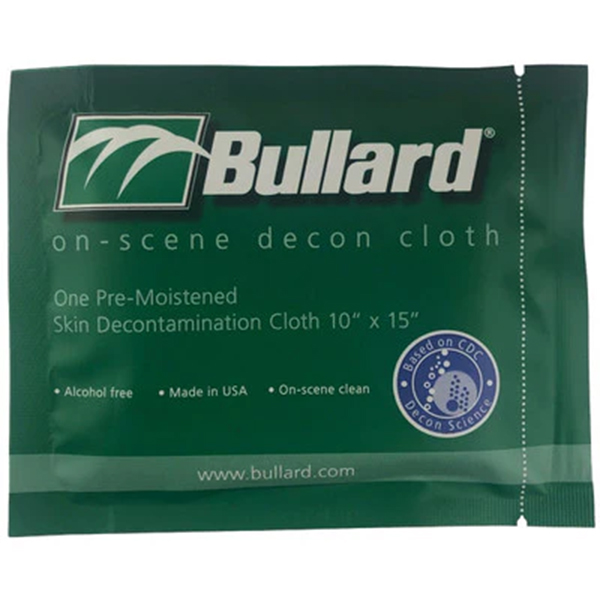 Bullard®
on-scene decon cloth
One Pre-Moistened
Skin Decontamination Cloth 10" x 15"
• Alcohol free • Made in USA • On-scene clean
Based on CDC
Decon Science
www.bullard.com